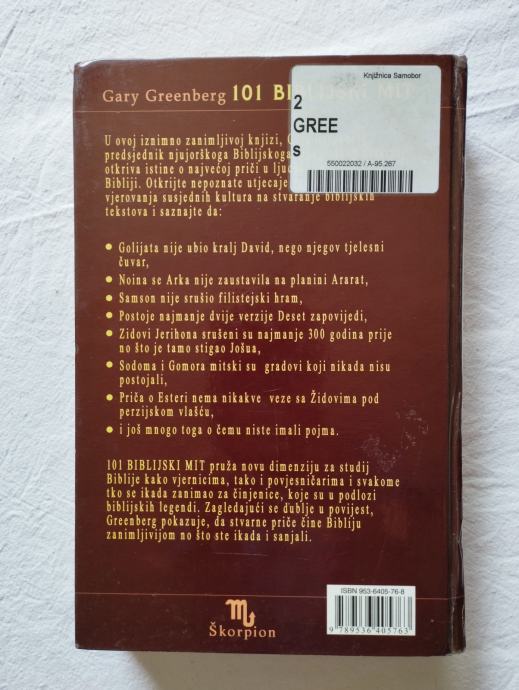 Knjižnica Samobor
2
GREE
s
550022032 / A-95.267
Gary Greenberg 101 BIBLIJSKI MIT
U ovoj iznimno zanimljivoj knjizi,
predsjednik njujorškoga Biblijskoga
otkriva istine o najvećoj priči u
Bibliji. Otkrijte nepoznate utjecaje
vjerovanja susjednih kultura na stvaranje biblijskih
tekstova i saznajte da:
• Golijata nije ubio kralj David, nego njegov tjelesni
čuvar,
• Noina se Arka nije zaustavila na planini Ararat,
• Samson nije srušio filistejski hram,
• Postoje najmanje dvije verzije Deset zapovijedi,
• Zidovi Jerihona srušeni su najmanje 300 godina prije
no što je tamo stigao Jošua,
• Sodoma i Gomora mitski su gradovi koji nikada nisu
postojali,
• Priča o Esteri nema nikakve veze sa Židovima pod
perzijskom vlašću,
• i još mnogo toga o čemu niste imali pojma.
101 BIBLIJSKI MIT pruža novu dimenziju za studij
Biblije kako vjernicima, tako i povjesničarima i svakome
tko se ikada zanimao za činjenice, koje su u podlozi
biblijskih legendi. Zagledajući se dublje u povijest,
Greenberg pokazuje, da stvarne priče čine Bibliju
zanimljivijom no što ste ikada i sanjali.
Škorpion
ISBN 953-6405-76-8
9 789536 405763